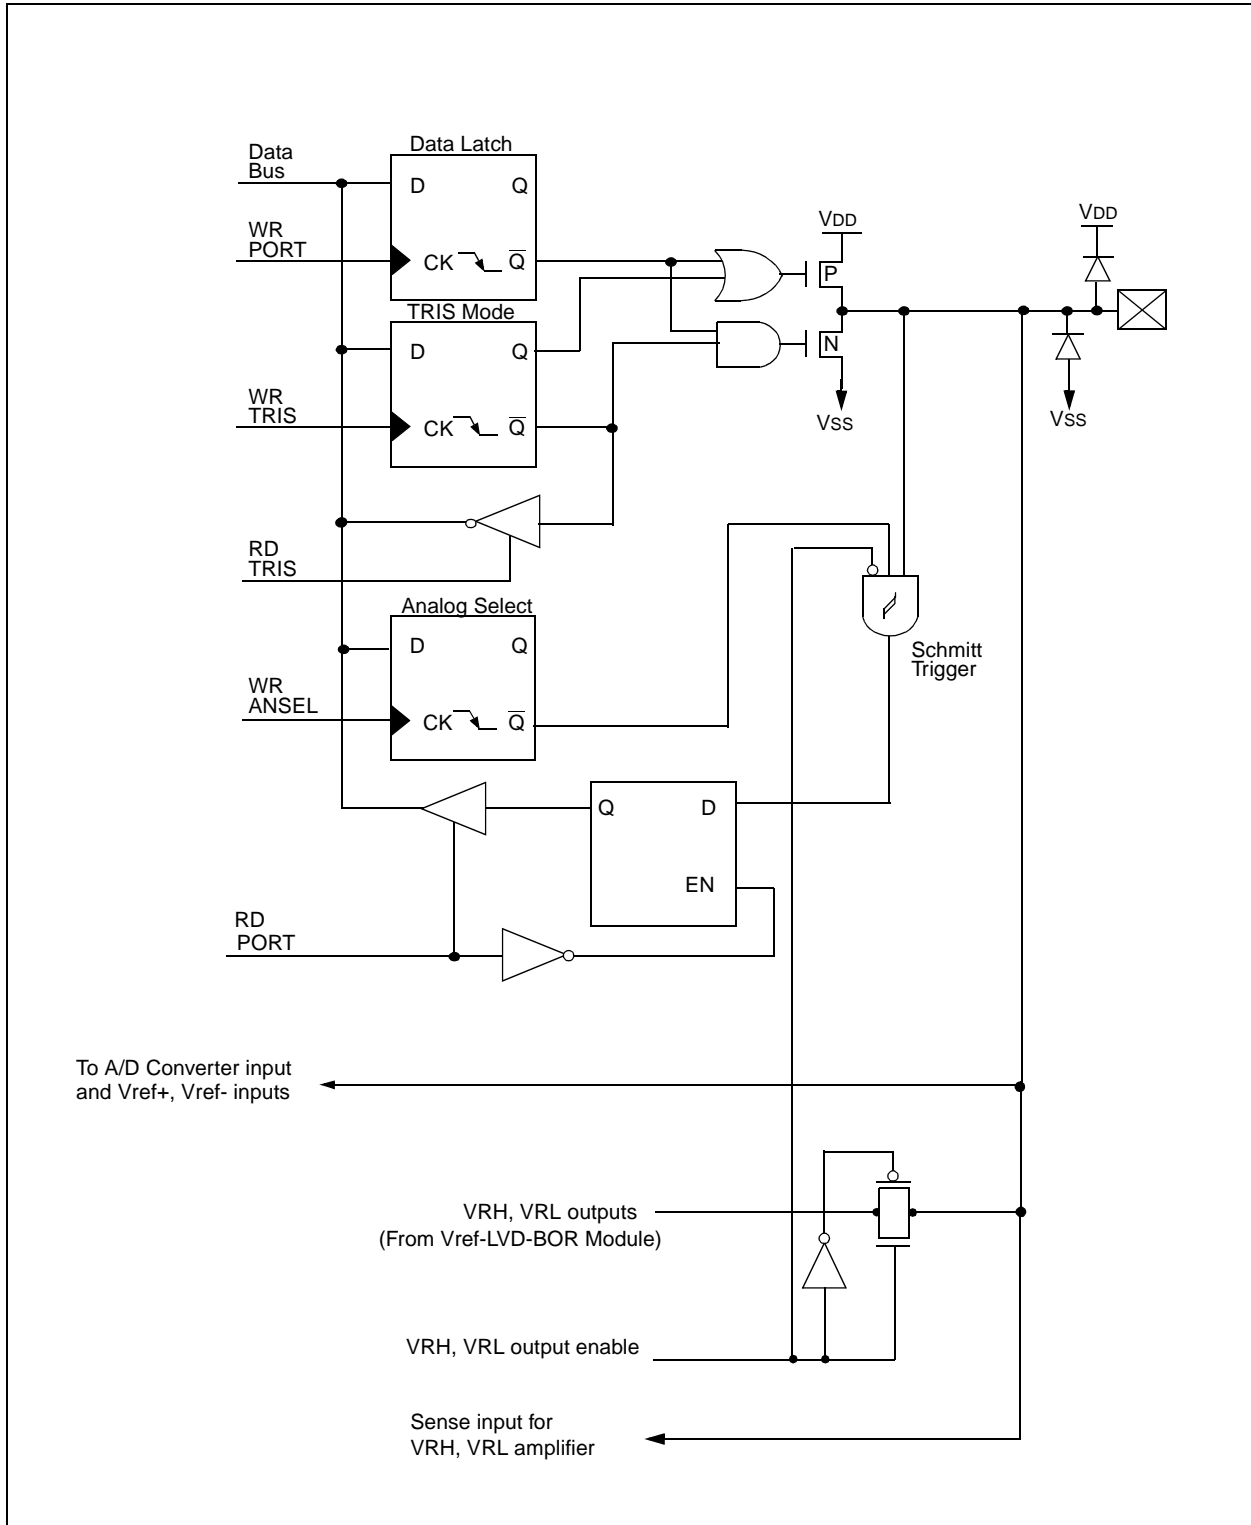 Data Latch
Data
Bus
D
Q
WR
PORT
CK
Q
VDD
VDD
P
TRIS Mode
N
D
Q
WR
TRIS
CK
Q
VSS
VSS
RD
TRIS
Analog Select
D
Q
Schmitt
Trigger
WR
ANSEL
CK
Q
Q
D
EN
RD
PORT
To A/D Converter input
and Vref+, Vref- inputs
VRH, VRL outputs
(From Vref-LVD-BOR Module)
VRH, VRL output enable
Sense input for
VRH, VRL amplifier